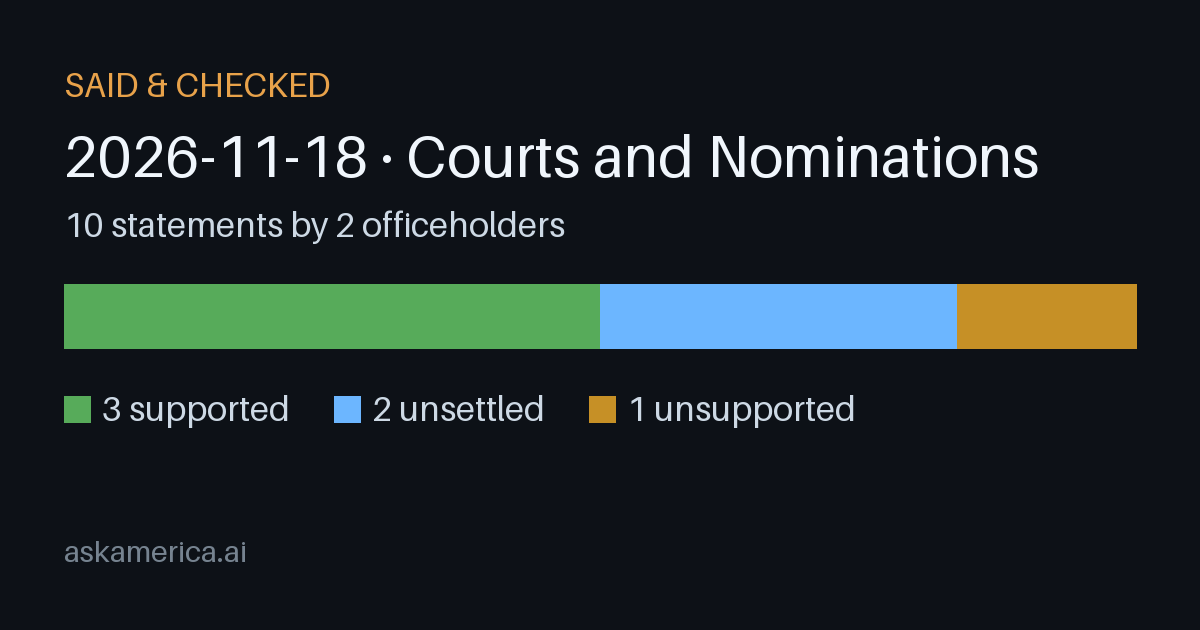 SAID & CHECKED
2026-11-18 · Courts and Nominations
10 statements by 2 officeholders
3 supported 2 unsettled 1 unsupported
askamerica.ai